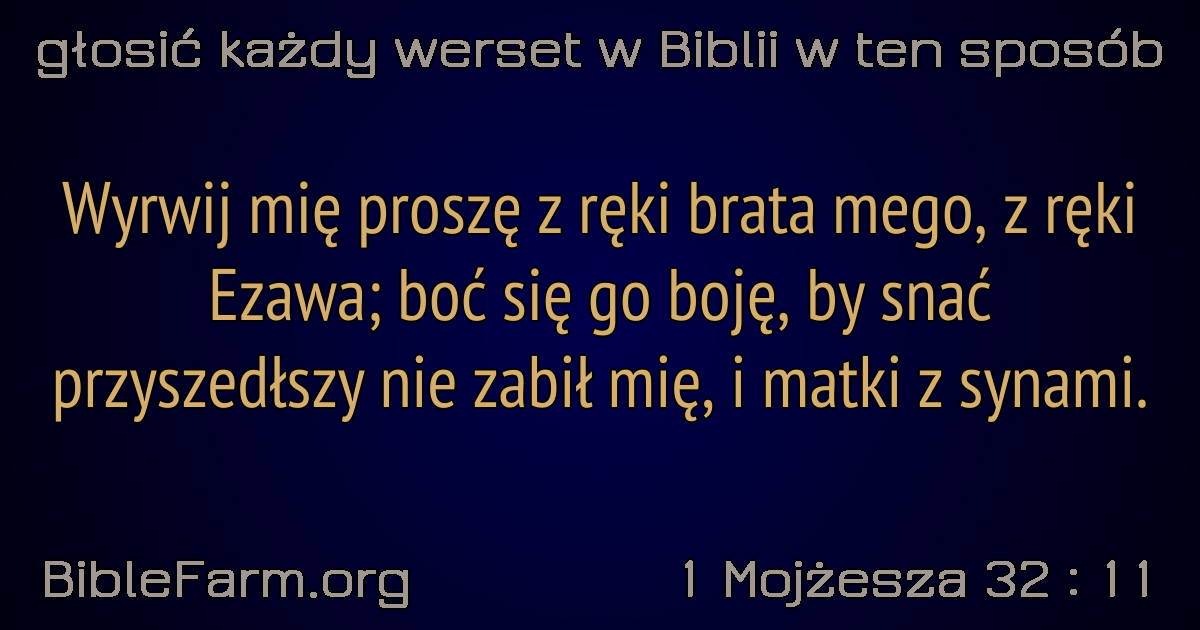 głosić każdy werset w Biblii w ten sposób
Wyrwij mię proszę z ręki brata mego, z ręki
Ezawa; boć się go boję, by snać
przyszedłszy nie zabił mię, i matki z synami.
BibleFarm.org
1 Mojżesza 32 : 11